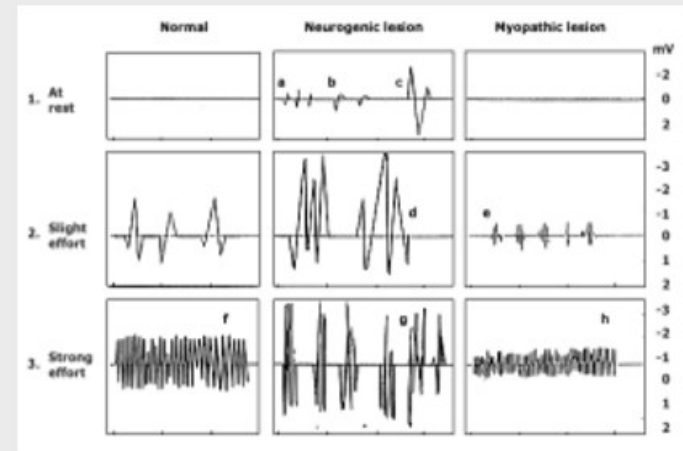 Normal Neurogenic lesion Myopathic lesion
mV
1. At rest
a b c
-2
0
2
2. Slight effort
d
e
-3
-2
-1
0
1
2
3. Strong effort
f
g
h
-3
-2
-1
0
1
2